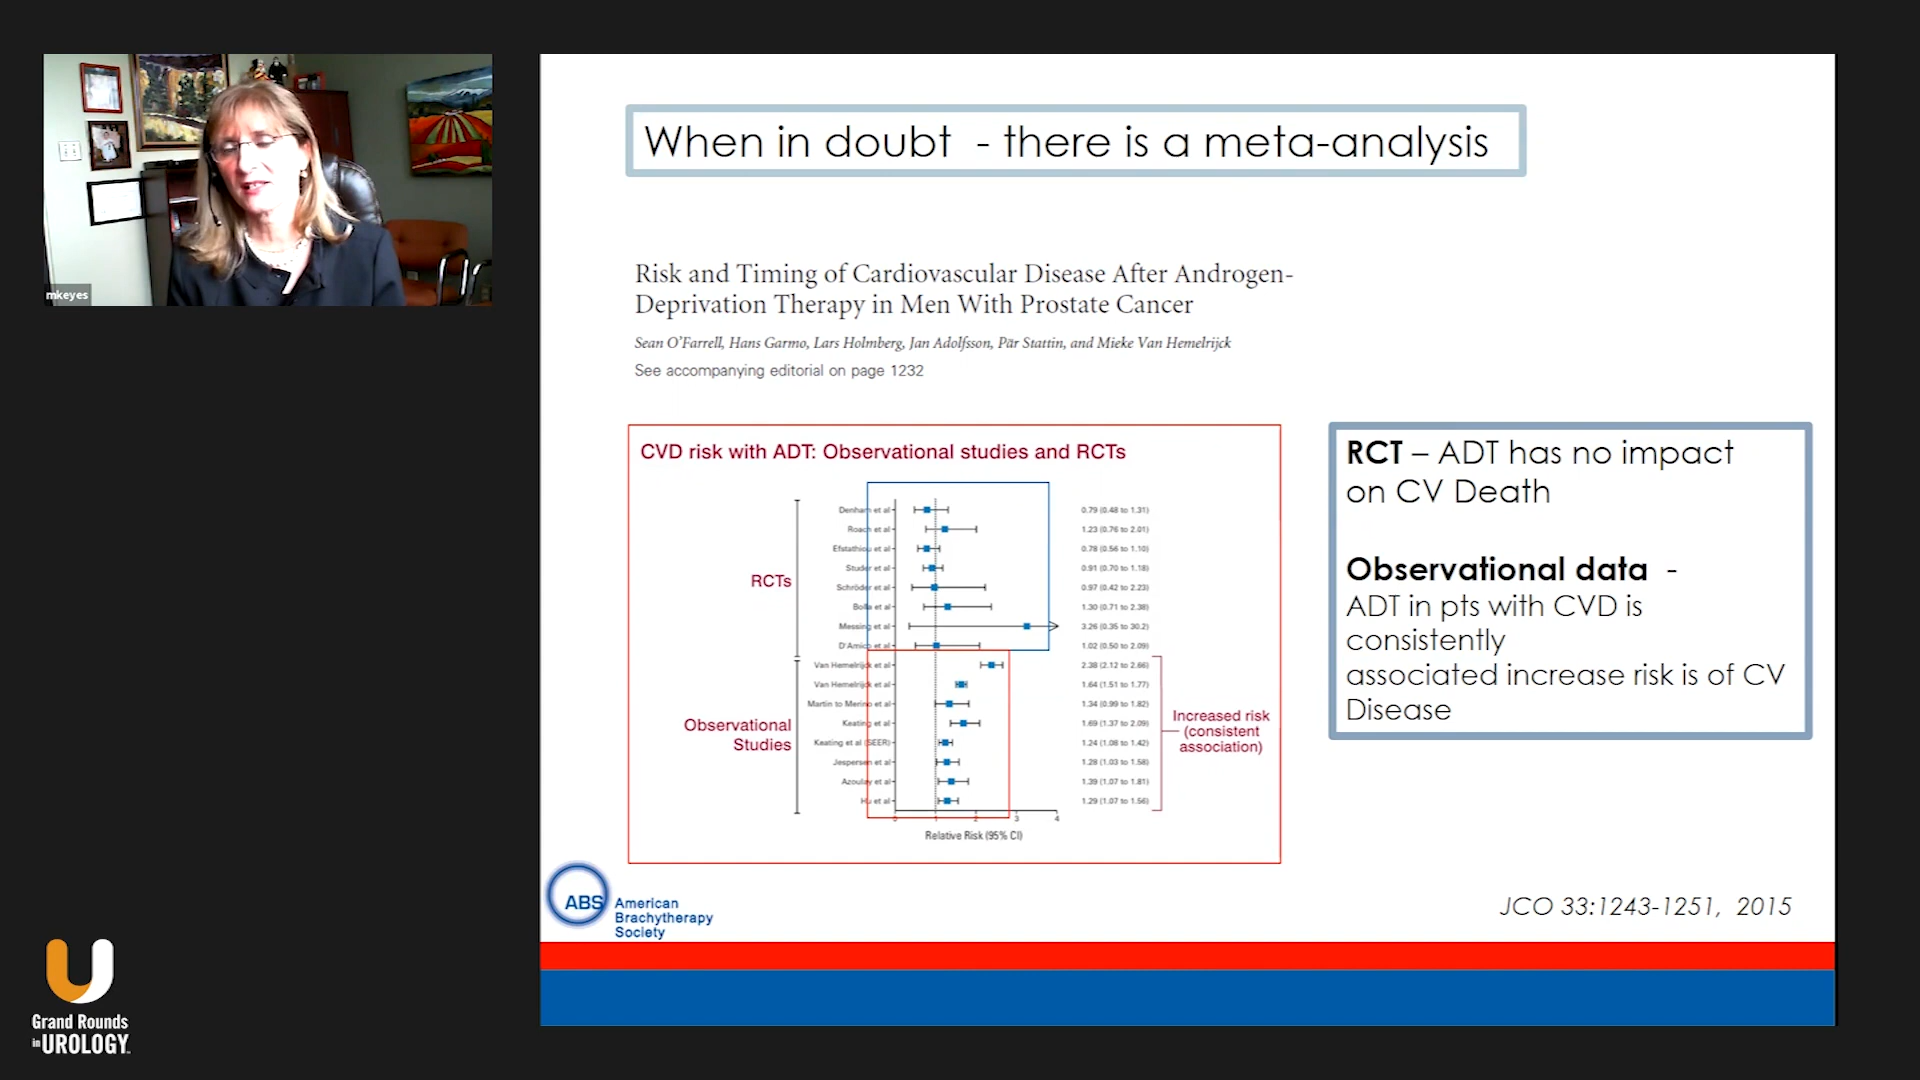 mkeyes
When in doubt - there is a meta-analysis
Risk and Timing of Cardiovascular Disease After Androgen-
Deprivation Therapy in Men With Prostate Cancer
Sean O'Farrell, Hans Garmo, Lars Holmberg, Jan Adolfsson, Pär Stattin, and Mieke Van Hemelrijck
See accompanying editorial on page 1232
CVD risk with ADT: Observational studies and RCTs
RCTs
Denham et al 0.79 (0.48 to 1.31)
Roach et al 1.23 (0.76 to 2.01)
Efstathiou et al 0.78 (0.56 to 1.10)
Studer et al 0.91 (0.70 to 1.18)
Schröder et al 0.97 (0.42 to 2.23)
Bolla et al 1.30 (0.71 to 2.38)
Messing et al 3.26 (0.35 to 30.2)
D'Amico et al 1.02 (0.50 to 2.09)
Observational
Studies
Van Hemelrijck et al 2.38 (2.12 to 2.66)
Van Hemelrijck et al 1.64 (1.51 to 1.77)
Martin to Merino et al 1.34 (0.99 to 1.82)
Keating et al 1.69 (1.37 to 2.09)
Keating et al (SEER) 1.24 (1.08 to 1.42)
Jespersen et al 1.28 (1.03 to 1.58)
Azoulay et al 1.39 (1.07 to 1.81)
Hu et al 1.29 (1.07 to 1.56)
0 1 2 3 4
Relative Risk (95% CI)
Increased risk
(consistent
association)
RCT – ADT has no impact
on CV Death
Observational data -
ADT in pts with CVD is
consistently
associated increase risk is of CV
Disease
ABS American
Brachytherapy
Society
JCO 33:1243-1251, 2015
Grand Rounds
in UROLOGY